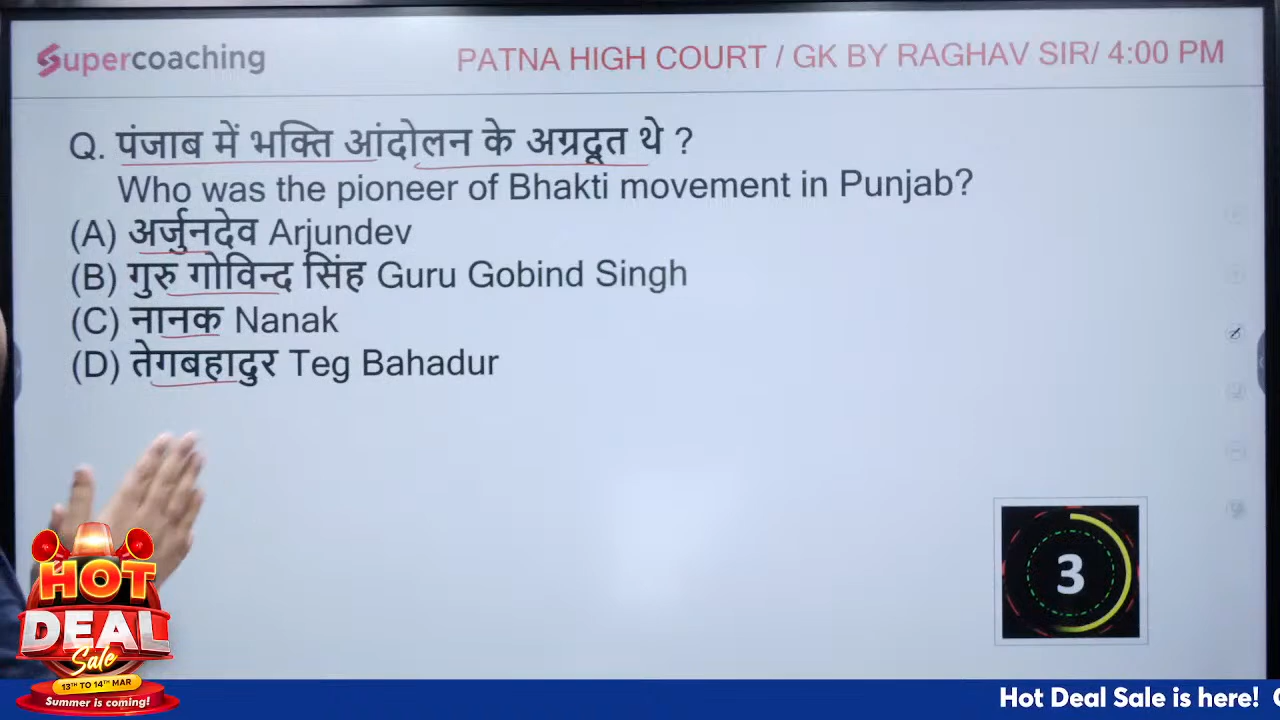 Supercoaching
PATNA HIGH COURT / GK BY RAGHAV SIR/ 4:00 PM
Q. पंजाब में भक्ति आंदोलन के अग्रदूत थे ?
Who was the pioneer of Bhakti movement in Punjab?
(A) अर्जुनदेव Arjundev
(B) गुरु गोविन्द सिंह Guru Gobind Singh
(C) नानक Nanak
(D) तेगबहादुर Teg Bahadur
3
HOT
DEAL
Sale
13TH TO 14TH MAR
Summer is coming!
Hot Deal Sale is here!